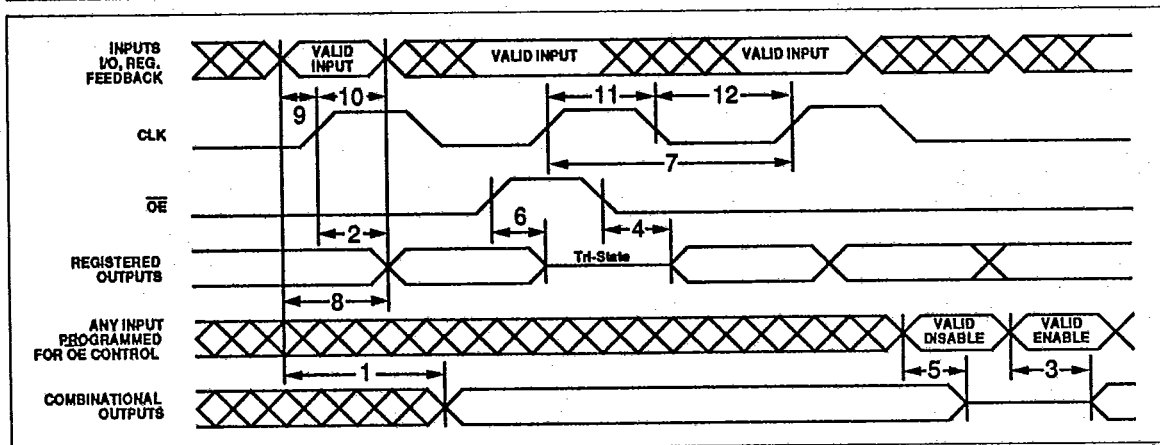 INPUTS
I/O, REG.
FEEDBACK
VALID
INPUT
VALID INPUT
VALID INPUT
9
10
11
12
CLK
7
OE
6
4
2
REGISTERED
OUTPUTS
Tri-State
8
ANY INPUT
PROGRAMMED
FOR OE CONTROL
VALID
DISABLE
VALID
ENABLE
1
5
3
COMBINATIONAL
OUTPUTS